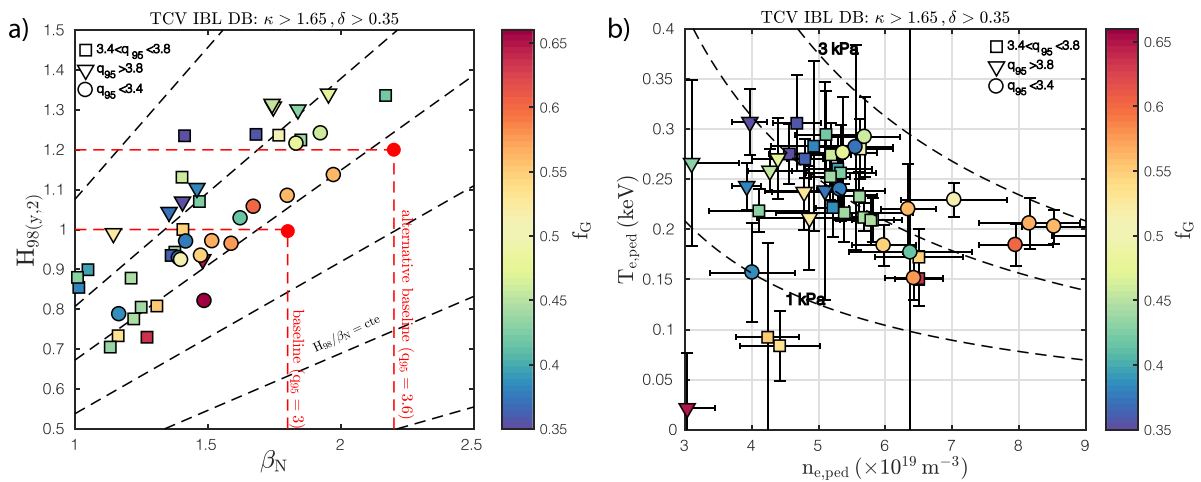 a)
TCV IBL DB: κ > 1.65 , δ > 0.35
1.5
1.4
1.3
1.2
1.1
1
0.9
0.8
0.7
0.6
0.5
H98(y,2)
3.4<q95<3.8
q95>3.8
q95<3.4
H98/βN = cte
baseline (q95 = 3)
alternative baseline (q95 = 3.6)
1
1.5
2
2.5
βN
0.65
0.6
0.55
0.5
0.45
0.4
0.35
fG
b)
TCV IBL DB: κ > 1.65 , δ > 0.35
0.4
0.35
0.3
0.25
0.2
0.15
0.1
0.05
0
Te,ped (keV)
3 kPa
1 kPa
3.4<q95<3.8
q95>3.8
q95<3.4
3
4
5
6
7
8
9
ne,ped (×10^19 m^-3)
0.65
0.6
0.55
0.5
0.45
0.4
0.35
fG